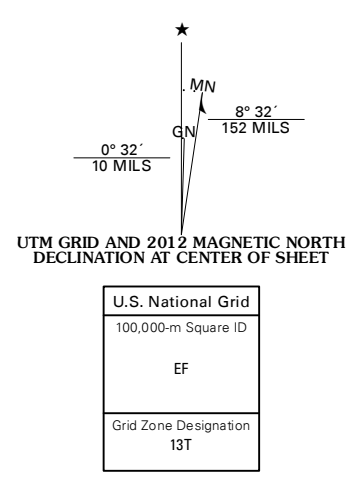 ★
MN
GN
8° 32´
152 MILS
0° 32´
10 MILS
UTM GRID AND 2012 MAGNETIC NORTH
DECLINATION AT CENTER OF SHEET
U.S. National Grid
100,000-m Square ID
EF
Grid Zone Designation
13T